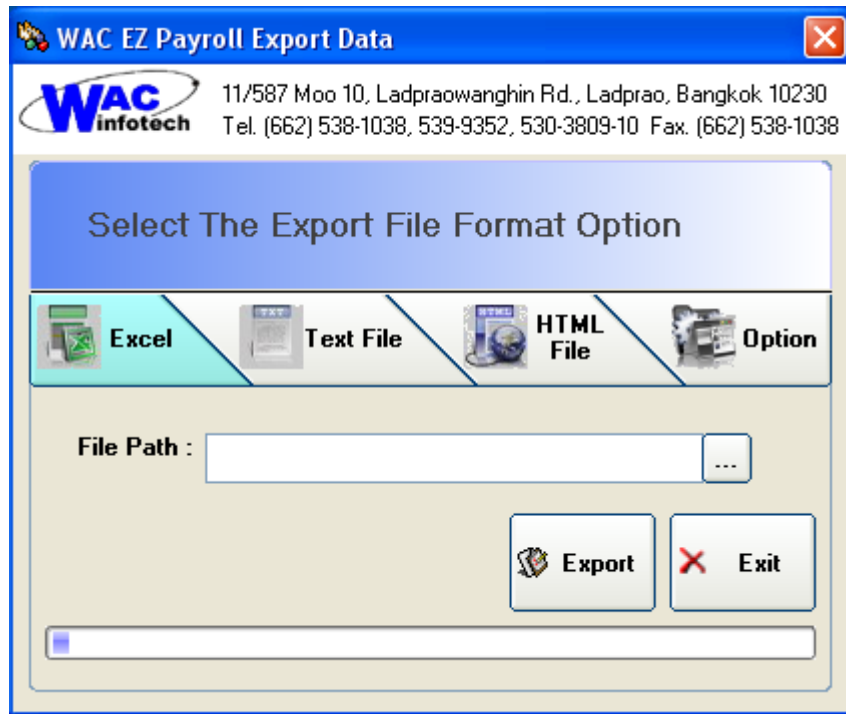 WAC EZ Payroll Export Data
WAC
infotech
11/587 Moo 10, Ladpraowanghin Rd., Ladprao, Bangkok 10230
Tel. (662) 538-1038, 539-9352, 530-3809-10 Fax. (662) 538-1038
Select The Export File Format Option
Excel
TXT
Text File
HTML
HTML
File
Option
File Path :
...
Export
Exit